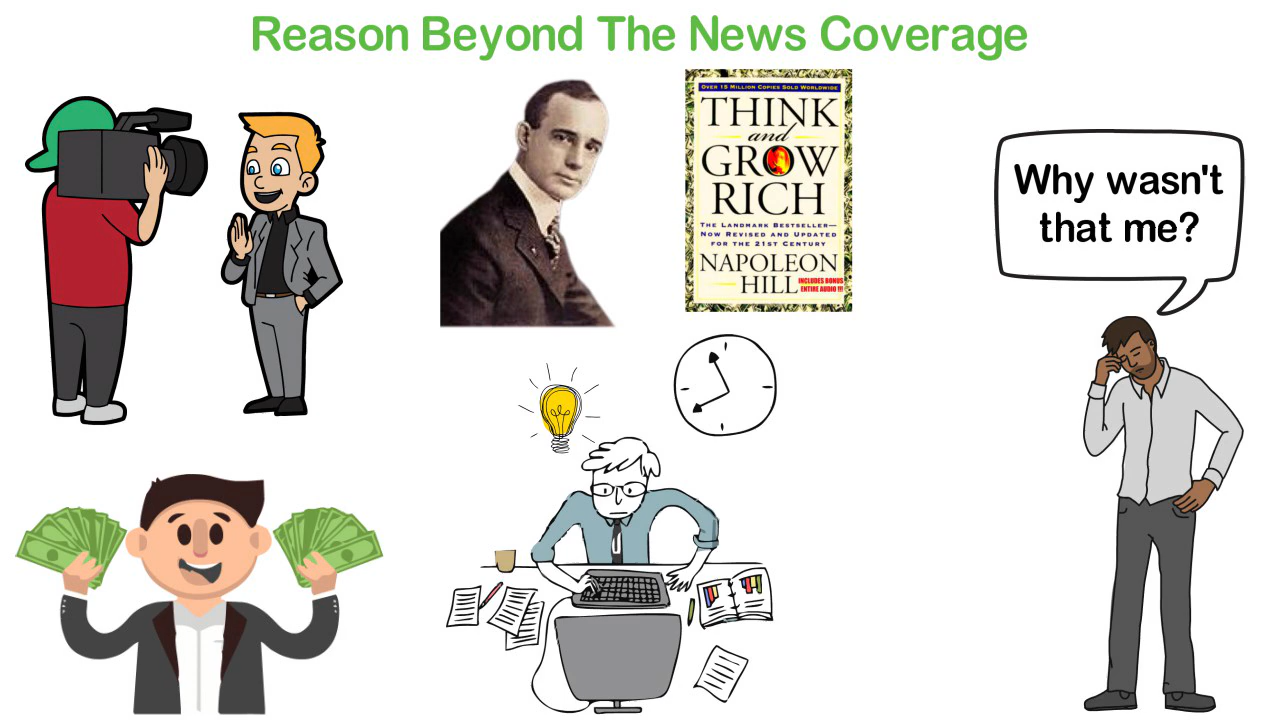 Reason Beyond The News Coverage
OVER 15 MILLION COPIES SOLD WORLDWIDE
THINK
and
GROW
RICH
THE LANDMARK BESTSELLER—
NOW REVISED AND UPDATED
FOR THE 21ST CENTURY
NAPOLEON
HILL
INCLUDES BONUS
ENTIRE AUDIO !!!
Why wasn't
that me?